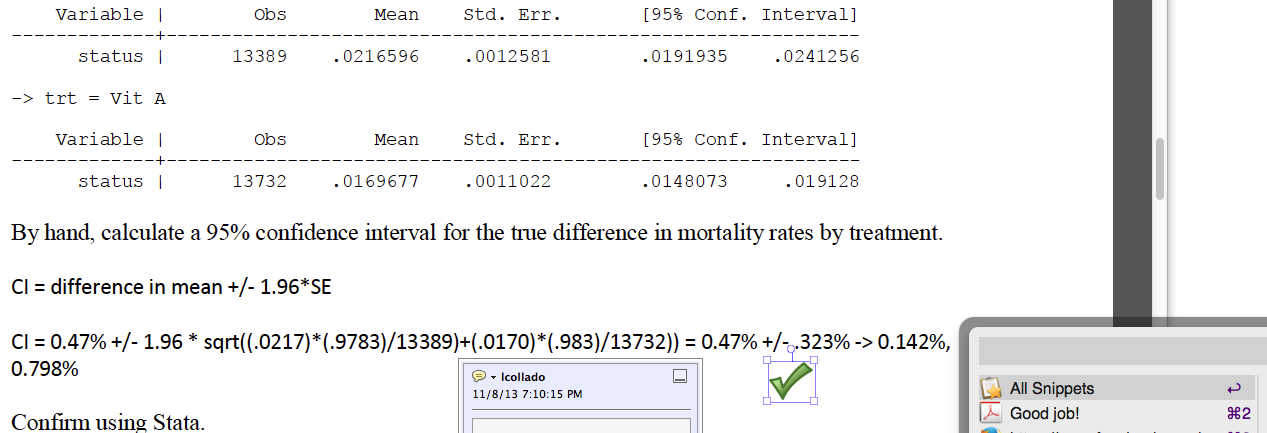 Variable | Obs Mean Std. Err. [95% Conf. Interval]
-------------+--------------------------------------------------------------
status | 13389 .0216596 .0012581 .0191935 .0241256
-> trt = Vit A
Variable | Obs Mean Std. Err. [95% Conf. Interval]
-------------+--------------------------------------------------------------
status | 13732 .0169677 .0011022 .0148073 .019128
By hand, calculate a 95% confidence interval for the true difference in mortality rates by treatment.
CI = difference in mean +/- 1.96*SE
CI = 0.47% +/- 1.96 * sqrt((.0217)*(.9783)/13389)+(.0170)*(.983)/13732)) = 0.47% +/-.323% -> 0.142%,
0.798%
lcollado
11/8/13 7:10:15 PM
Confirm using Stata.
All Snippets ↩
Good job! ⌘2